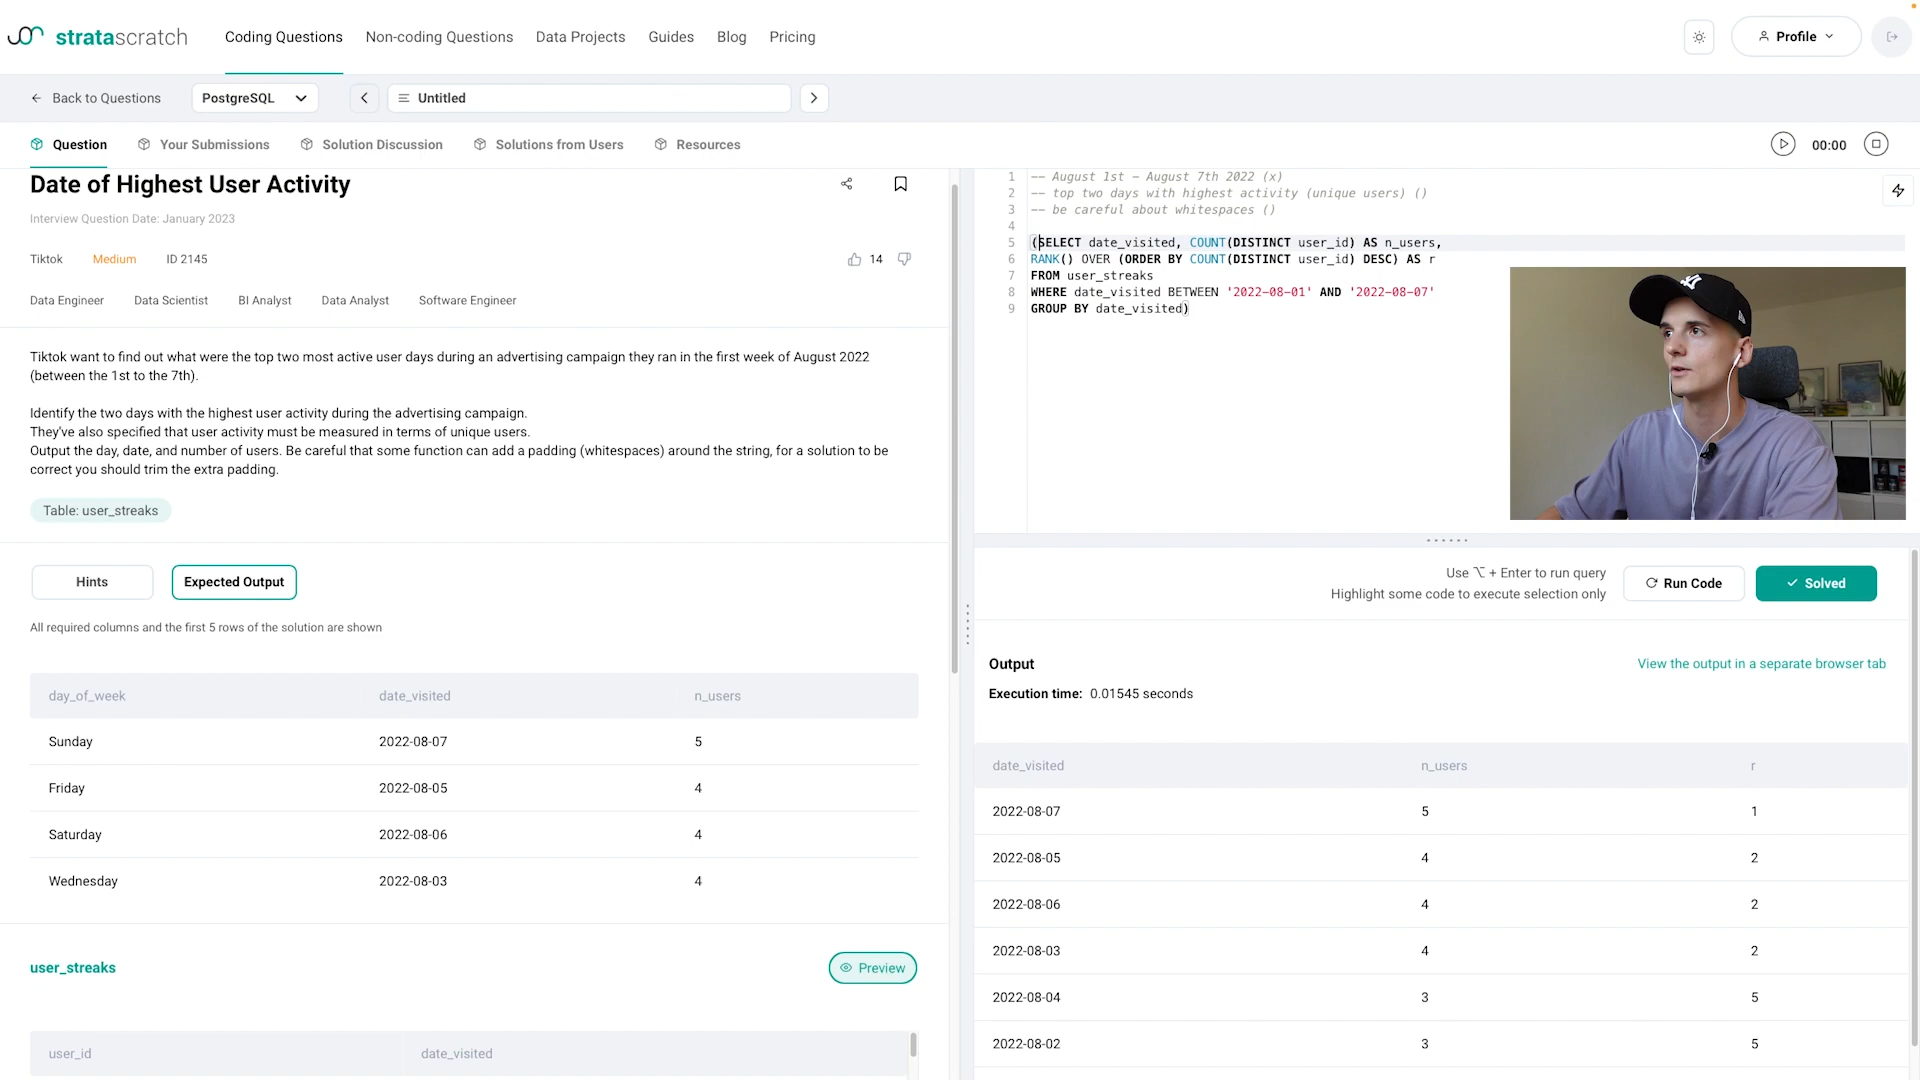 stratascratch
Coding Questions
Non-coding Questions
Data Projects
Guides
Blog
Pricing
Profile
Back to Questions
PostgreSQL
Untitled
Question
Your Submissions
Solution Discussion
Solutions from Users
Resources
00:00
Date of Highest User Activity
Interview Question Date: January 2023
Tiktok Medium ID 2145
14
Data Engineer Data Scientist BI Analyst Data Analyst Software Engineer
Tiktok want to find out what were the top two most active user days during an advertising campaign they ran in the first week of August 2022
(between the 1st to the 7th).
Identify the two days with the highest user activity during the advertising campaign.
They've also specified that user activity must be measured in terms of unique users.
Output the day, date, and number of users. Be careful that some function can add a padding (whitespaces) around the string, for a solution to be
correct you should trim the extra padding.
Table: user_streaks
Hints
Expected Output
All required columns and the first 5 rows of the solution are shown
day_of_week date_visited n_users
Sunday 2022-08-07 5
Friday 2022-08-05 4
Saturday 2022-08-06 4
Wednesday 2022-08-03 4
user_streaks
Preview
user_id date_visited
1 -- August 1st – August 7th 2022 (x)
2 -- top two days with highest activity (unique users) ()
3 -- be careful about whitespaces ()
4
5 (SELECT date_visited, COUNT(DISTINCT user_id) AS n_users,
6 RANK() OVER (ORDER BY COUNT(DISTINCT user_id) DESC) AS r
7 FROM user_streaks
8 WHERE date_visited BETWEEN '2022-08-01' AND '2022-08-07'
9 GROUP BY date_visited)
Use ⌥ + Enter to run query
Highlight some code to execute selection only
Run Code
Solved
Output
View the output in a separate browser tab
Execution time: 0.01545 seconds
date_visited n_users r
2022-08-07 5 1
2022-08-05 4 2
2022-08-06 4 2
2022-08-03 4 2
2022-08-04 3 5
2022-08-02 3 5